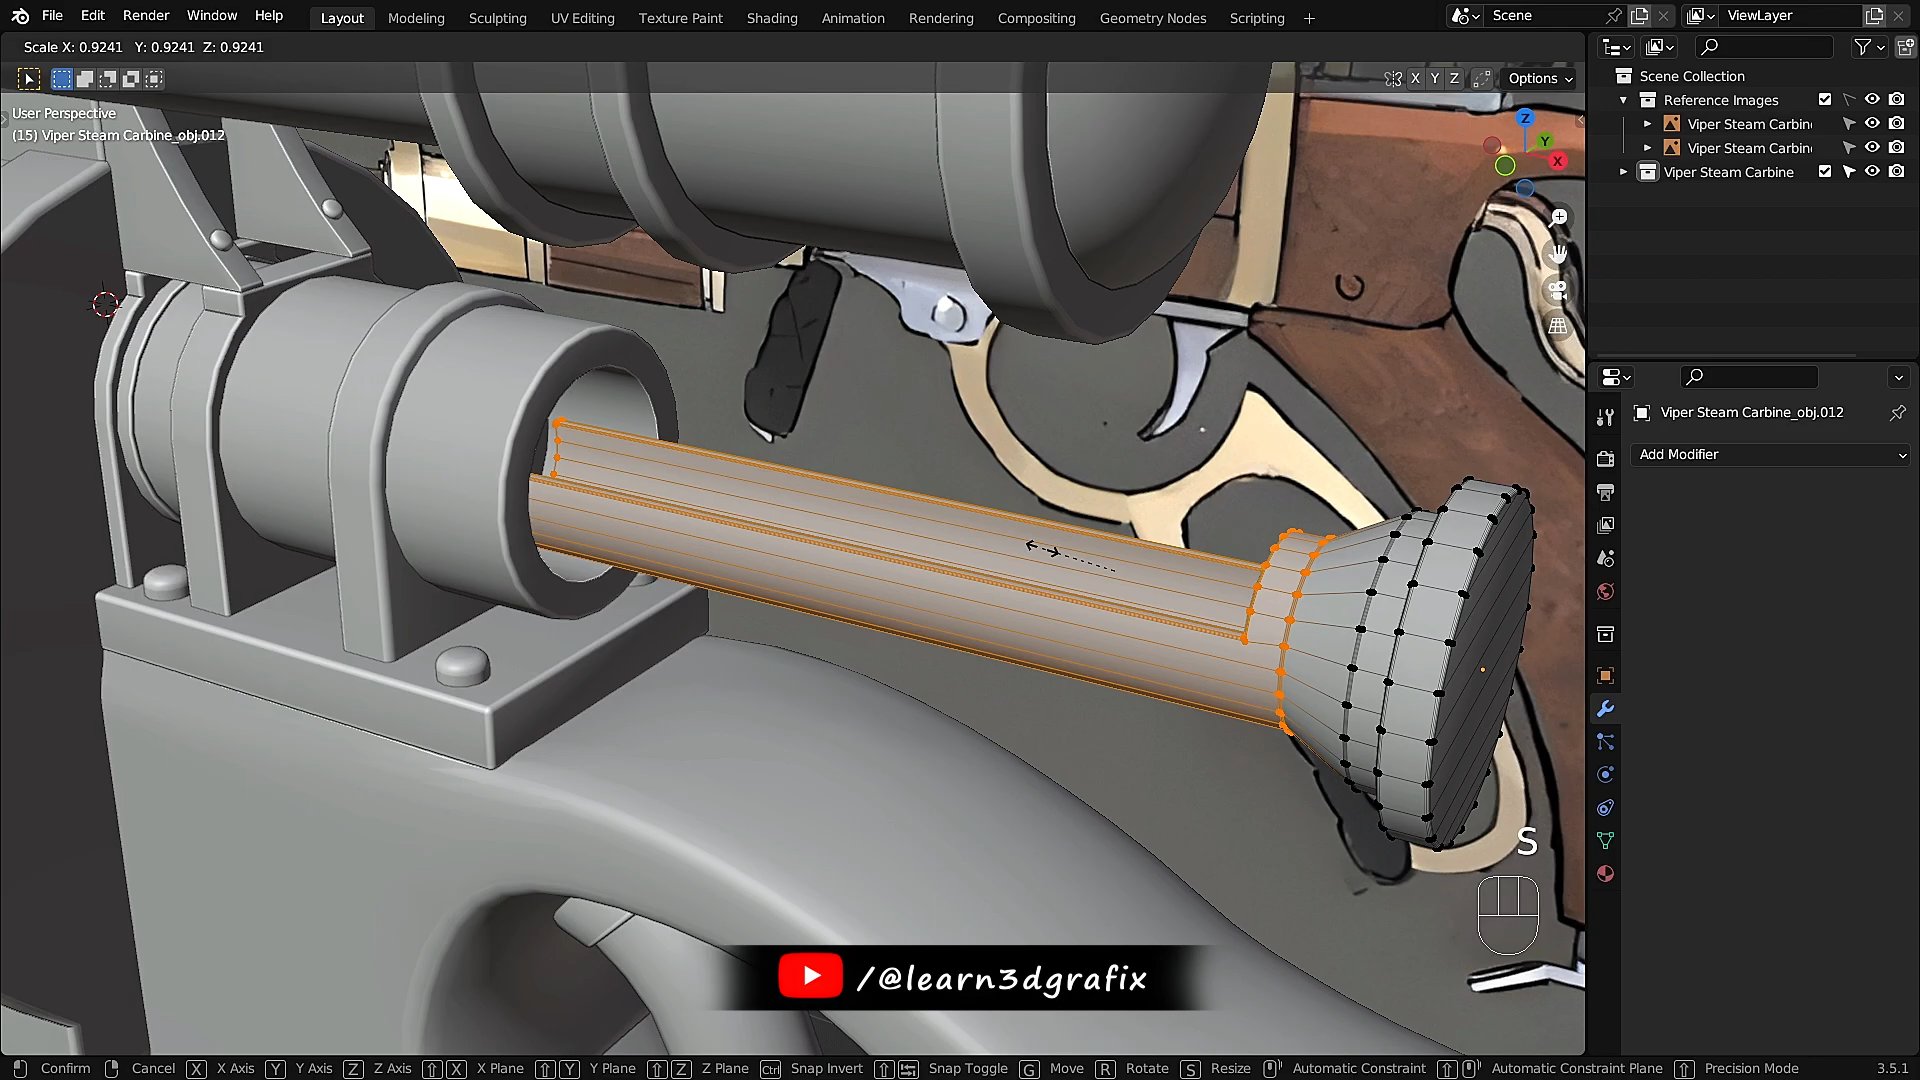 File Edit Render Window Help Layout Modeling Sculpting UV Editing Texture Paint Shading Animation Rendering Compositing Geometry Nodes Scripting + Scene ViewLayer
Scale X: 0.9241 Y: 0.9241 Z: 0.9241
X Y Z Options
User Perspective
(15) Viper Steam Carbine_obj.012
Z
Y
X
Scene Collection
Reference Images
Viper Steam Carbin
Viper Steam Carbin
Viper Steam Carbine
Viper Steam Carbine_obj.012
Add Modifier
S
/@learn3dgrafix
Confirm Cancel X X Axis Y Y Axis Z Z Axis X X Plane Y Y Plane Z Z Plane Ctrl Snap Invert Snap Toggle G Move R Rotate S Resize Automatic Constraint Automatic Constraint Plane Precision Mode 3.5.1